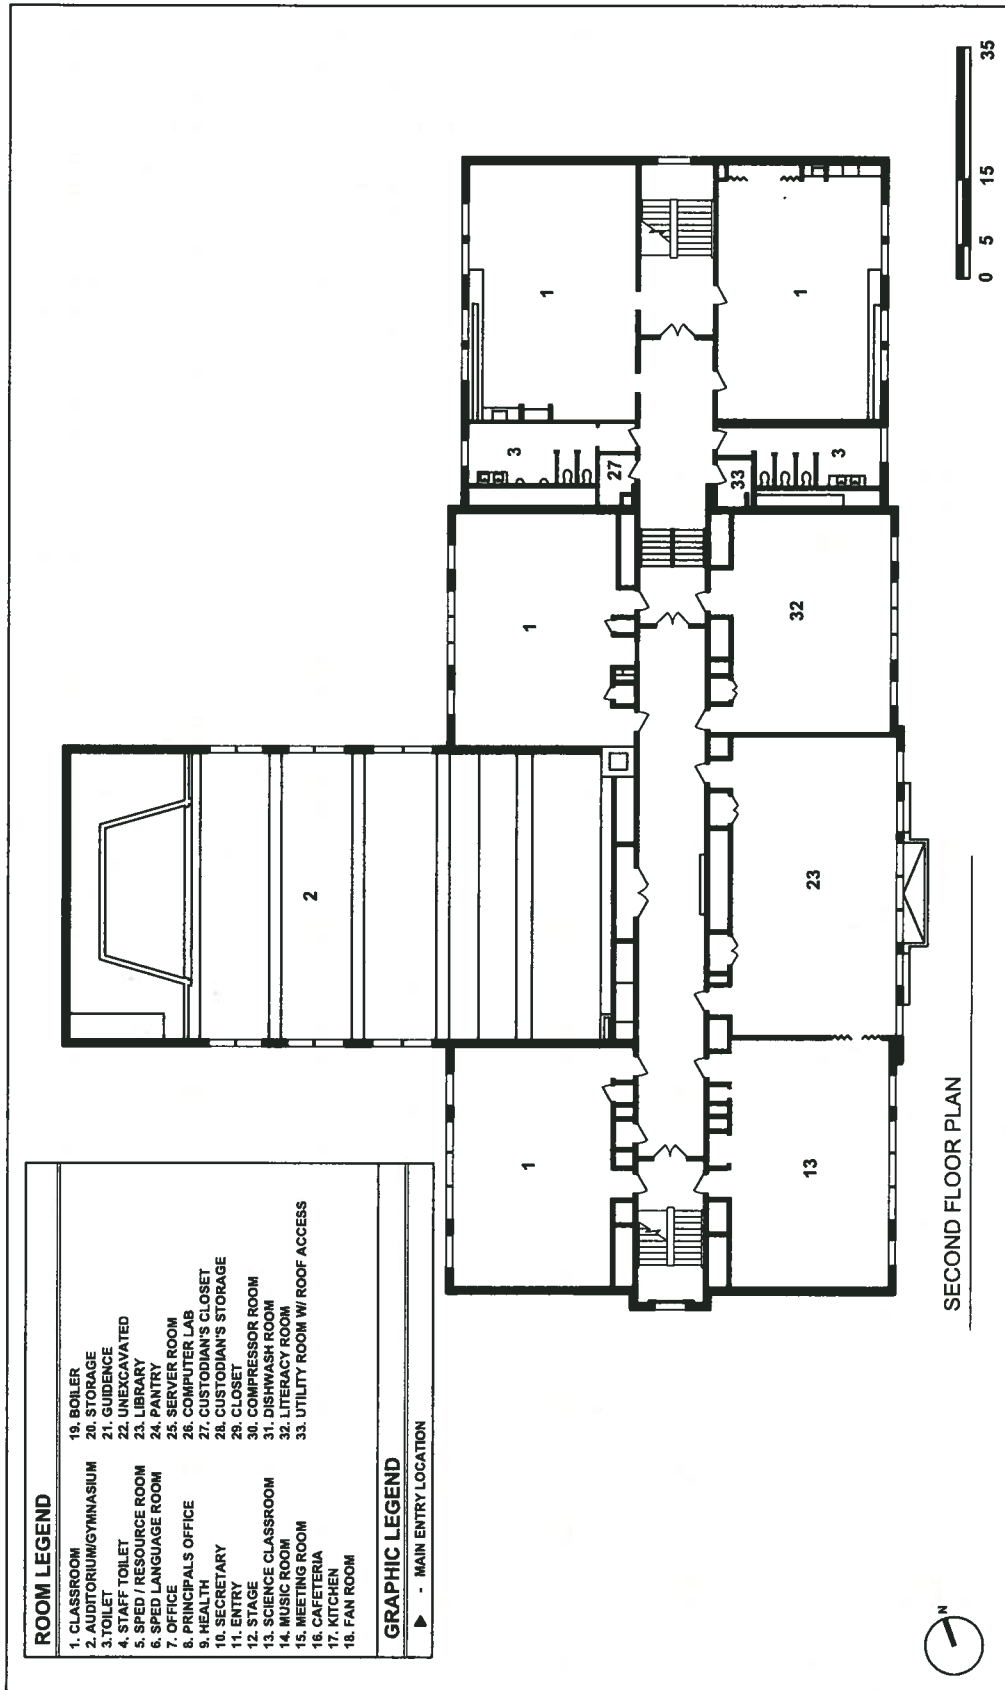 ROOM LEGEND
1. CLASSROOM
2. AUDITORIUM/GYMNASIUM
3.TOILET
4. STAFF TOILET
5. SPED / RESOURCE ROOM
6. SPED LANGUAGE ROOM
7. OFFICE
8. PRINCIPALS OFFICE
9. HEALTH
10. SECRETARY
11. ENTRY
12. STAGE
13. SCIENCE CLASSROOM
14. MUSIC ROOM
15. MEETING ROOM
16. CAFETERIA
17. KITCHEN
18. FAN ROOM
19. BOILER
20. STORAGE
21. GUIDENCE
22. UNEXCAVATED
23. LIBRARY
24. PANTRY
25. SERVER ROOM
26. COMPUTER LAB
27. CUSTODIAN'S CLOSET
28. CUSTODIAN'S STORAGE
29. CLOSET
30. COMPRESSOR ROOM
31. DISHWASH ROOM
32. LITERACY ROOM
33. UTILITY ROOM W/ ROOF ACCESS
GRAPHIC LEGEND
- MAIN ENTRY LOCATION
2
1
1
3
27
1
13
23
32
33
3
1
N
SECOND FLOOR PLAN
0 5 15 35